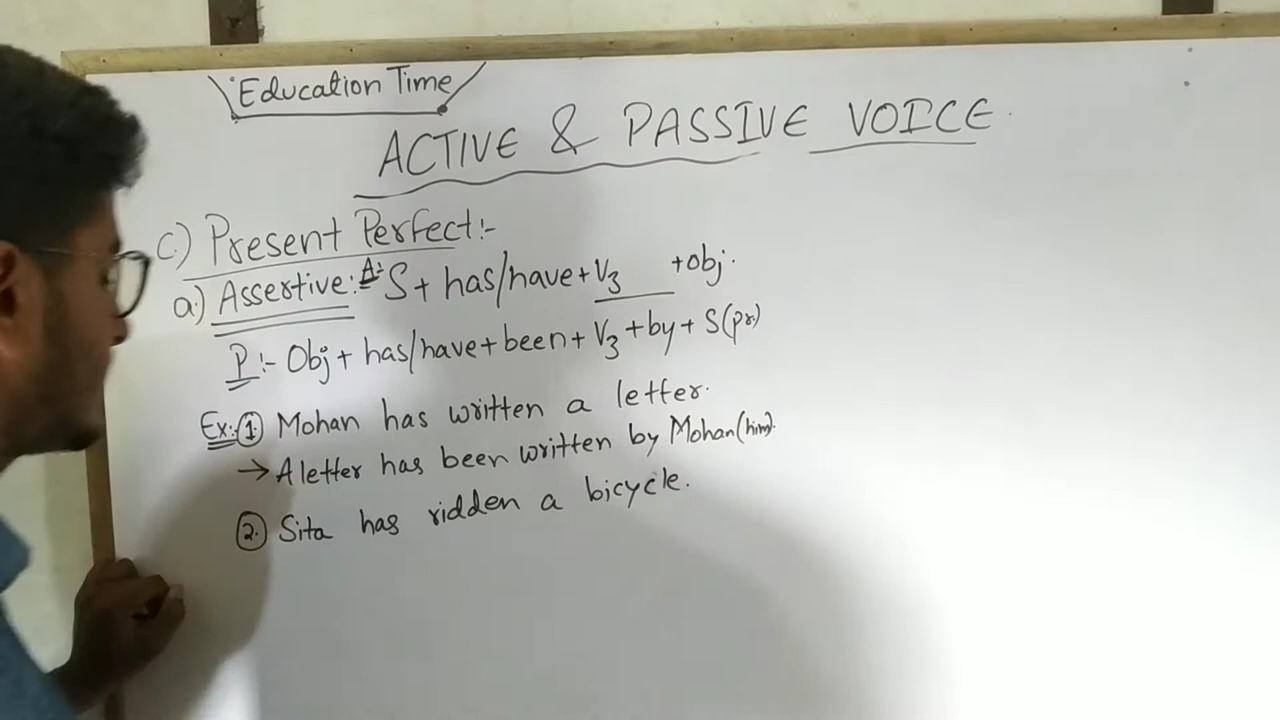 Education Time
ACTIVE & PASSIVE VOICE
C) Present Perfect:-
a) Assertive:- A:- S + has/have + V3 + obj.
P:- Obj + has/have + been + V3 + by + S(pr)
Ex:- 1. Mohan has written a letter.
→ A letter has been written by Mohan (him).
2. Sita has ridden a bicycle.